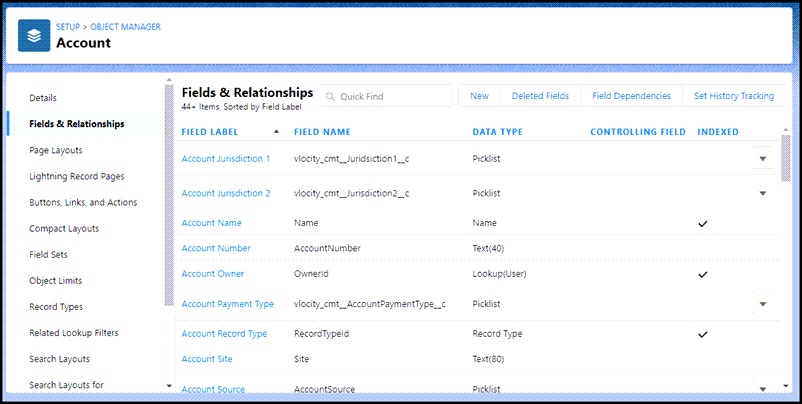 SETUP > OBJECT MANAGER
Account
Details
Fields & Relationships
Page Layouts
Lightning Record Pages
Buttons, Links, and Actions
Compact Layouts
Field Sets
Object Limits
Record Types
Related Lookup Filters
Search Layouts
Search Layouts for
Fields & Relationships
44+ Items, Sorted by Field Label
Quick Find
New
Deleted Fields
Field Dependencies
Set History Tracking
FIELD LABEL FIELD NAME DATA TYPE CONTROLLING FIELD INDEXED
Account Jurisdiction 1 vlocity_cmt__Juridsiction1__c Picklist
Account Jurisdiction 2 vlocity_cmt__Jurisdiction2__c Picklist
Account Name Name Name
Account Number AccountNumber Text(40)
Account Owner OwnerId Lookup(User)
Account Payment Type vlocity_cmt__AccountPaymentType__c Picklist
Account Record Type RecordTypeId Record Type
Account Site Site Text(80)
Account Source AccountSource Picklist